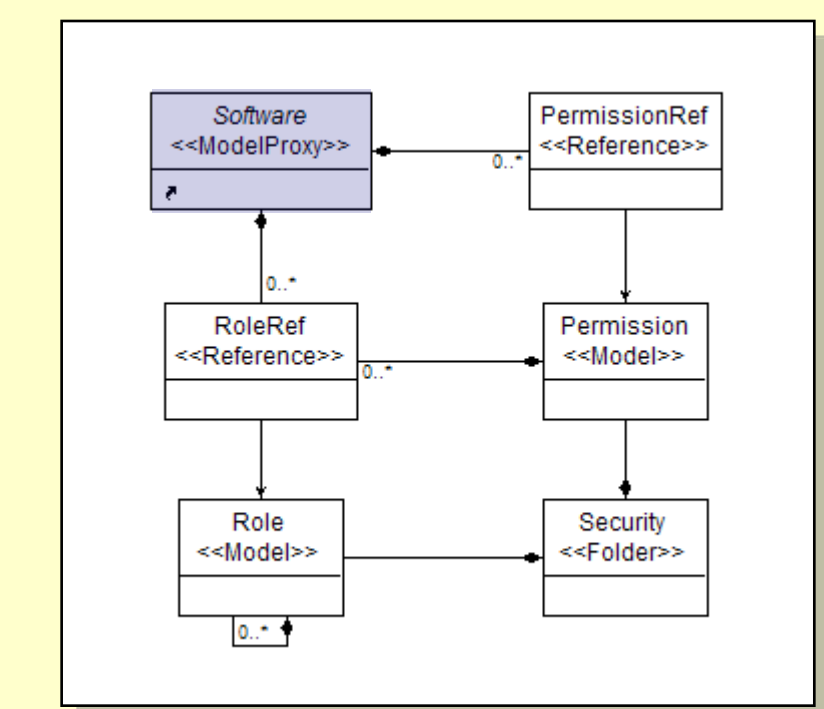 Software
<<ModelProxy>>
PermissionRef
<<Reference>>
0..*
0..*
RoleRef
<<Reference>>
0..*
Permission
<<Model>>
Role
<<Model>>
0..*
Security
<<Folder>>